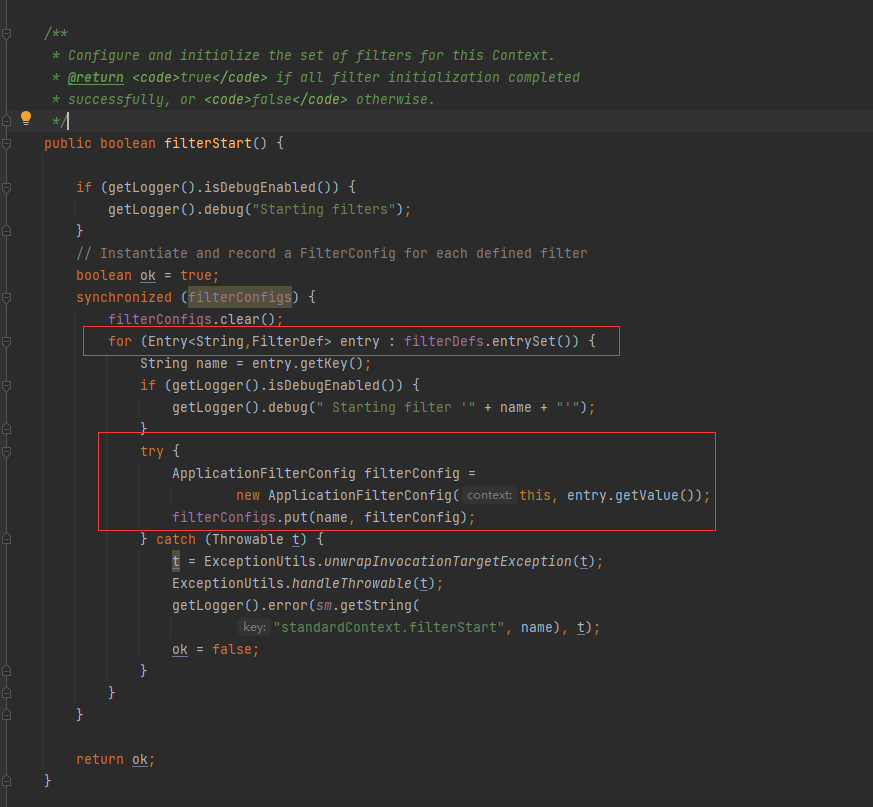 /**
 * Configure and initialize the set of filters for this Context.
 * @return <code>true</code> if all filter initialization completed
 * successfully, or <code>false</code> otherwise.
 */
public boolean filterStart() {
if (getLogger().isDebugEnabled()) {
getLogger().debug("Starting filters");
}
// Instantiate and record a FilterConfig for each defined filter
boolean ok = true;
synchronized (filterConfigs) {
filterConfigs.clear();
for (Entry<String,FilterDef> entry : filterDefs.entrySet()) {
String name = entry.getKey();
if (getLogger().isDebugEnabled()) {
getLogger().debug(" Starting filter '" + name + "'");
}
try {
ApplicationFilterConfig filterConfig =
new ApplicationFilterConfig( context: this, entry.getValue());
filterConfigs.put(name, filterConfig);
} catch (Throwable t) {
t = ExceptionUtils.unwrapInvocationTargetException(t);
ExceptionUtils.handleThrowable(t);
getLogger().error(sm.getString(
key: "standardContext.filterStart", name), t);
ok = false;
}
}
}
return ok;
}